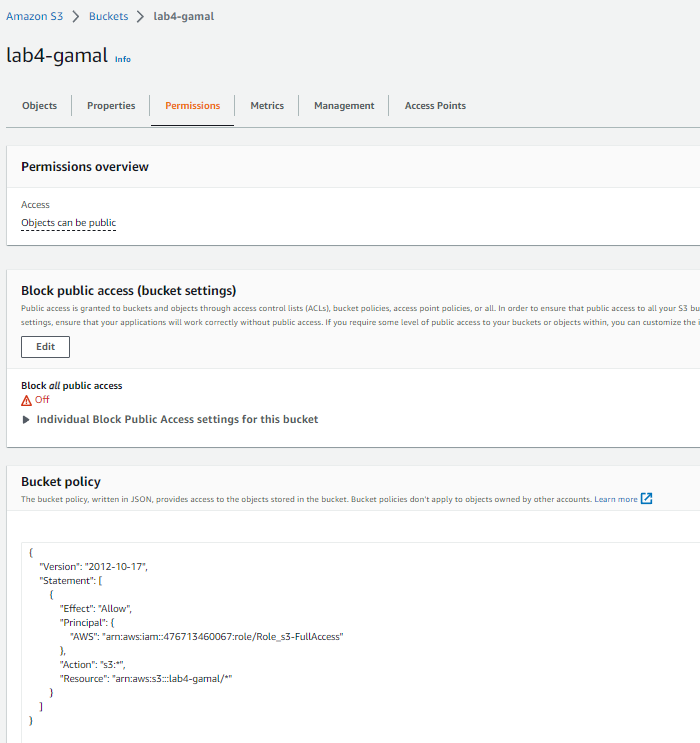 Amazon S3 > Buckets > lab4-gamal
lab4-gamal Info
Objects Properties Permissions Metrics Management Access Points
Permissions overview
Access
Objects can be public
Block public access (bucket settings)
Public access is granted to buckets and objects through access control lists (ACLs), bucket policies, access point policies, or all. In order to ensure that public access to all your S3 bu
settings, ensure that your applications will work correctly without public access. If you require some level of public access to your buckets or objects within, you can customize the i
Edit
Block all public access
Off
Individual Block Public Access settings for this bucket
Bucket policy
The bucket policy, written in JSON, provides access to the objects stored in the bucket. Bucket policies don't apply to objects owned by other accounts. Learn more
{
"Version": "2012-10-17",
"Statement": [
{
"Effect": "Allow",
"Principal": {
"AWS": "arn:aws:iam::476713460067:role/Role_s3-FullAccess"
},
"Action": "s3:*",
"Resource": "arn:aws:s3:::lab4-gamal/*"
}
]
}